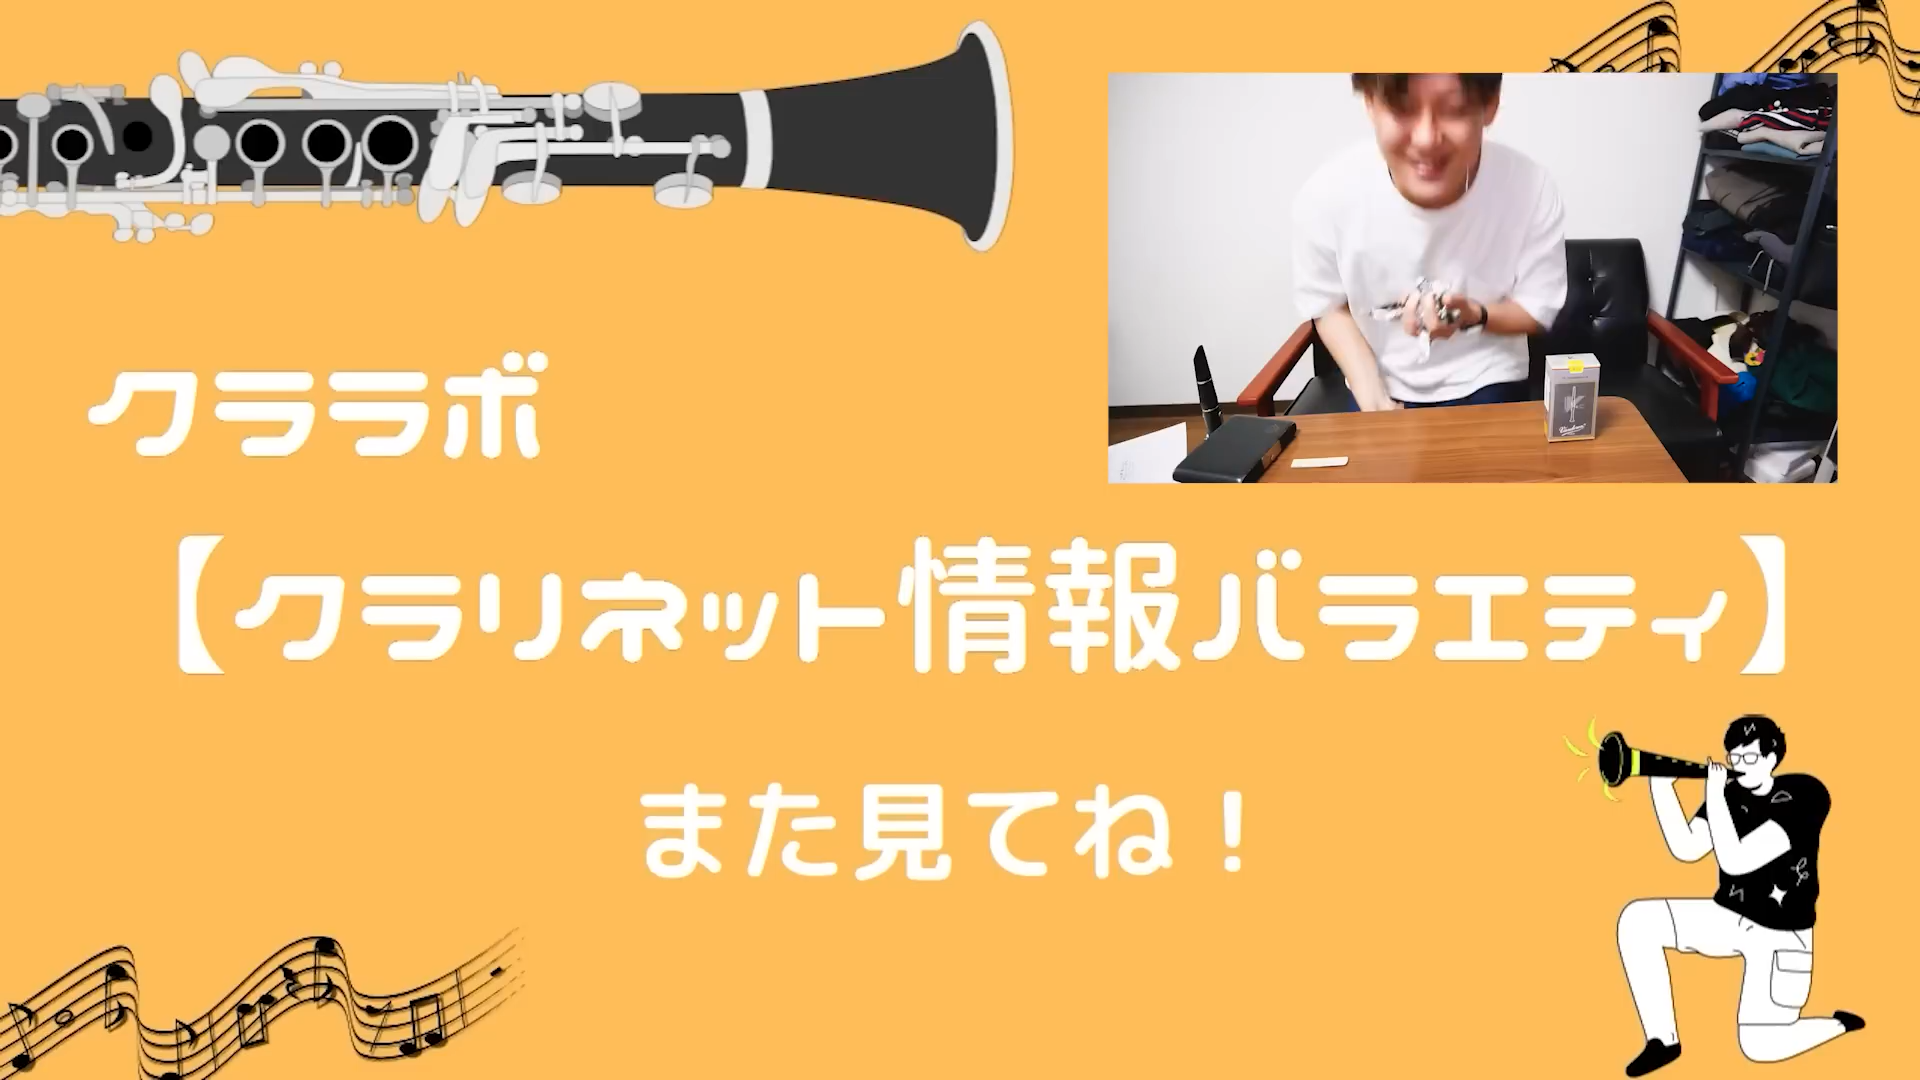 クララボ
【クラリネット情報バラエティ】
また見てね！
Vandoren